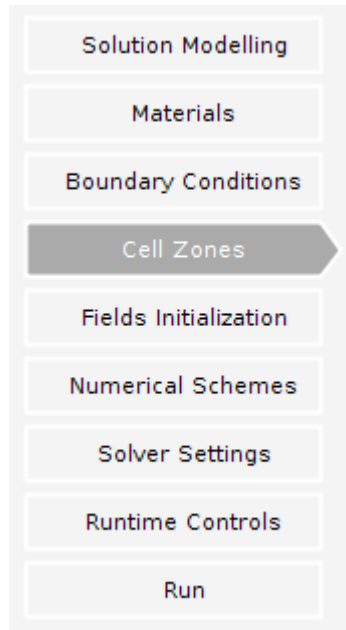 Solution Modelling
Materials
Boundary Conditions
Cell Zones
Fields Initialization
Numerical Schemes
Solver Settings
Runtime Controls
Run